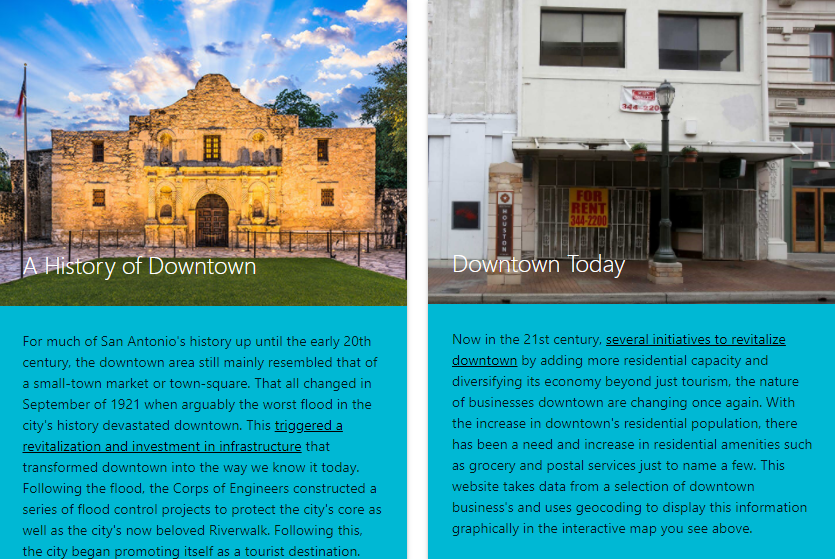 A History of Downtown
For much of San Antonio's history up until the early 20th
century, the downtown area still mainly resembled that of
a small-town market or town-square. That all changed in
September of 1921 when arguably the worst flood in the
city's history devastated downtown. This triggered a
revitalization and investment in infrastructure that
transformed downtown into the way we know it today.
Following the flood, the Corps of Engineers constructed a
series of flood control projects to protect the city's core as
well as the city's now beloved Riverwalk. Following this,
the city began promoting itself as a tourist destination.
344-2200
FOR
RENT
344-2200
HOUSTON
Downtown Today
Now in the 21st century, several initiatives to revitalize
downtown by adding more residential capacity and
diversifying its economy beyond just tourism, the nature
of businesses downtown are changing once again. With
the increase in downtown's residential population, there
has been a need and increase in residential amenities such
as grocery and postal services just to name a few. This
website takes data from a selection of downtown
business's and uses geocoding to display this information
graphically in the interactive map you see above.